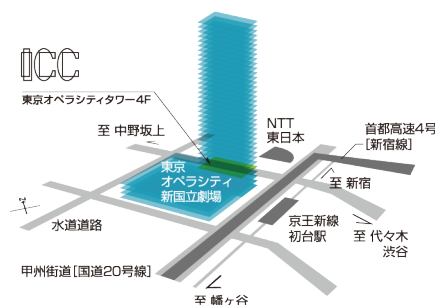 ICC
東京オペラシティタワー4F
至 中野坂上
NTT
東日本
首都高速4号
[新宿線]
東京
オペラシティ
新国立劇場
至 新宿
水道道路
京王新線
初台駅
至 代々木
渋谷
甲州街道[国道20号線]
至 幡ヶ谷